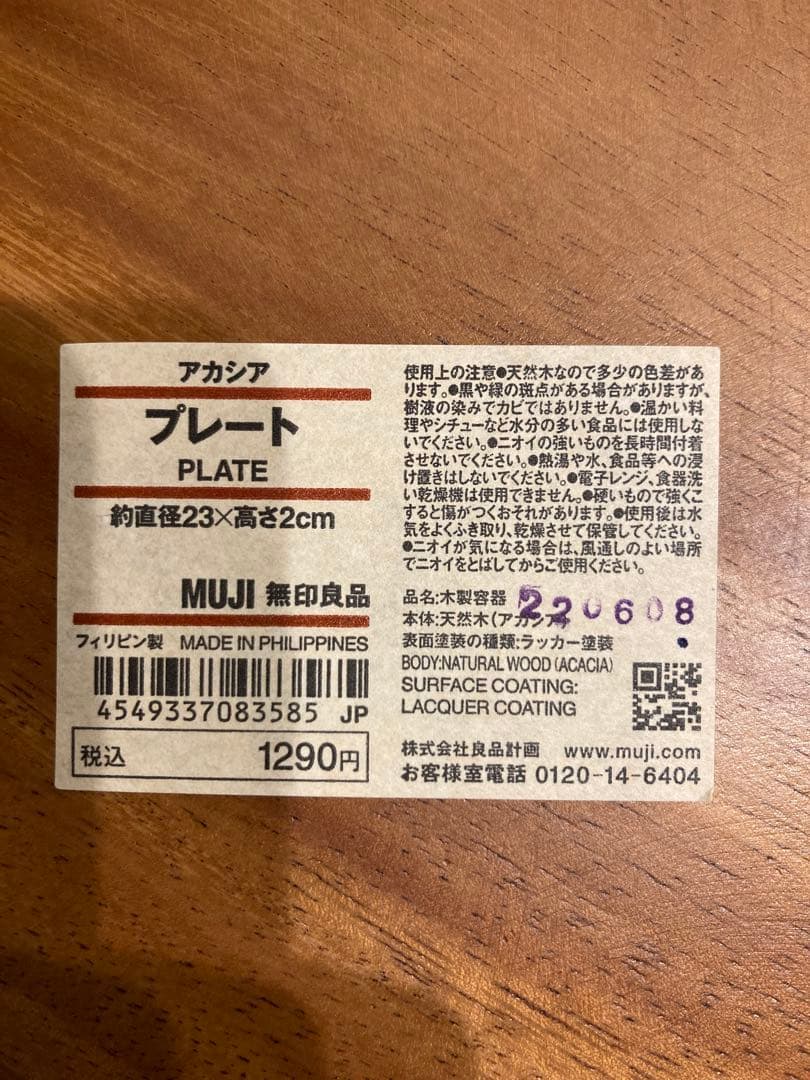 アカシア
プレート
PLATE
約直径23×高さ2cm
MUJI 無印良品
フィリピン製 MADE IN PHILIPPINES
4549337083585 JP
税込 1290円
使用上の注意●天然木なので多少の色差があ
ります。●黒や緑の斑点がある場合がありますが、
樹液の染みでカビではありません。●温かい料
理やシチューなど水分の多い食品には使用しな
いでください。●ニオイの強いものを長時間付着
させないでください。●熱湯や水、食品等への浸
け置きはしないでください。●電子レンジ、食器洗
い乾燥機は使用できません。●硬いもので強くこ
すると傷がつくおそれがあります。●使用後は水
気をよくふき取り、乾燥させて保管してください。
●ニオイが気になる場合は、風通しのよい場所
でニオイをとばしてからご使用ください。
品名:木製容器 220608
本体:天然木(アカシア)
表面塗装の種類:ラッカー塗装
BODY:NATURAL WOOD (ACACIA)
SURFACE COATING:
LACQUER COATING
株式会社良品計画 www.muji.com
お客様室電話 0120-14-6404